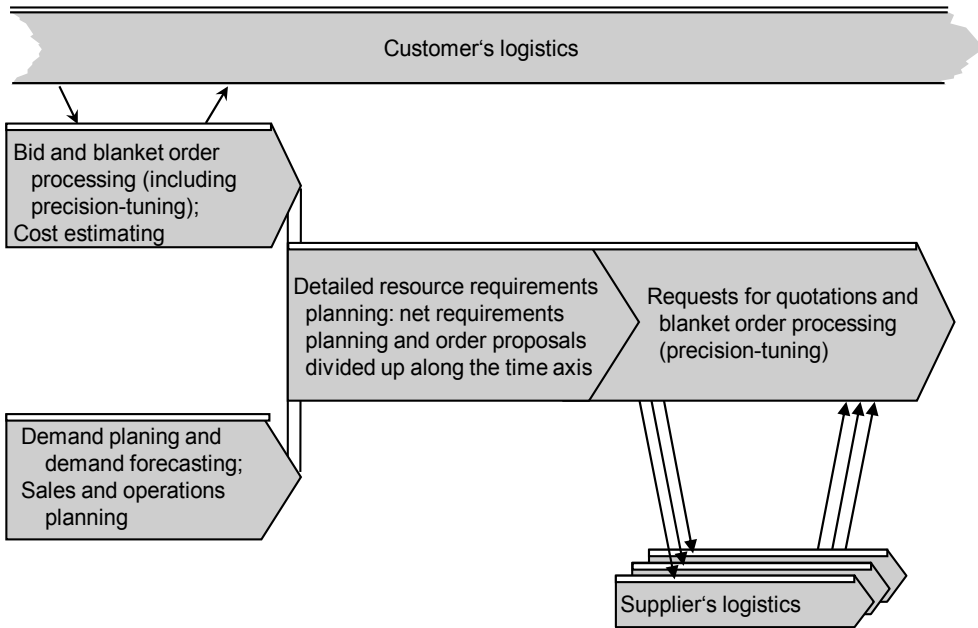 Customer‘s logistics
Bid and blanket order
processing (including
precision-tuning);
Cost estimating
Detailed resource requirements
planning: net requirements
planning and order proposals
divided up along the time axis
Requests for quotations and
blanket order processing
(precision-tuning)
Demand planing and
demand forecasting;
Sales and operations
planning
Supplier‘s logistics